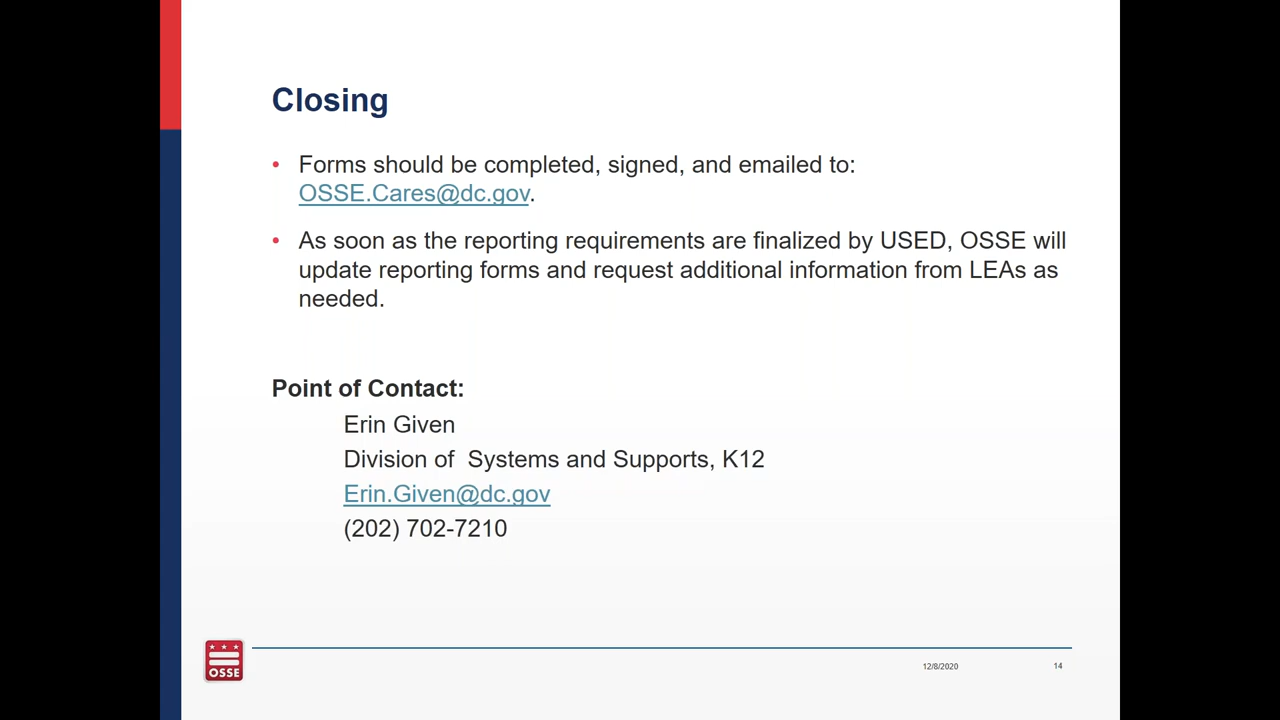 Closing
• Forms should be completed, signed, and emailed to:
OSSE.Cares@dc.gov.
• As soon as the reporting requirements are finalized by USED, OSSE will
update reporting forms and request additional information from LEAs as
needed.
Point of Contact:
Erin Given
Division of  Systems and Supports, K12
Erin.Given@dc.gov
(202) 702-7210
OSSE
12/8/2020
14